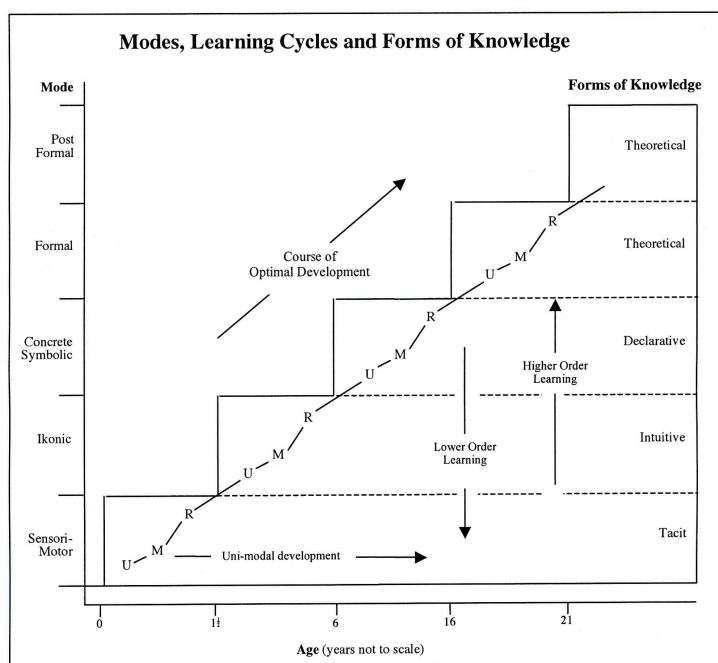 Modes, Learning Cycles and Forms of Knowledge
Mode
Forms of Knowledge
Post
Formal
Theoretical
Formal
R
Theoretical
M
U
Course of
Optimal Development
Concrete
Symbolic
R
Declarative
M
U
Higher Order
Learning
Ikonic
R
Intuitive
M
U
Lower Order
Learning
Sensori-
Motor
R
Tacit
M
U
Uni-modal development
0 1½ 6 16 21
Age (years not to scale)